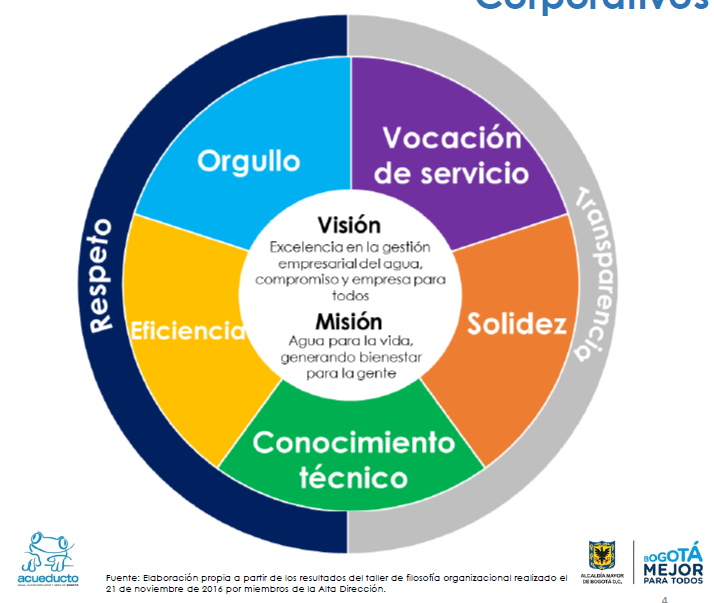 Corporativos
Orgullo
Vocación
de servicio
Respeto
Transparencia
Visión
Excelencia en la gestión
empresarial del agua,
compromiso y empresa para
todos
Misión
Agua para la vida,
generando bienestar
para la gente
Eficiencia
Solidez
Conocimiento
técnico
acueducto
Fuente: Elaboración propia a partir de los resultados del taller de filosofía organizacional realizado el
21 de noviembre de 2016 por miembros de la Alta Dirección.
ALCALDÍA MAYOR
DE BOGOTÁ D.C.
BOGOTÁ
MEJOR
PARA TODOS
4